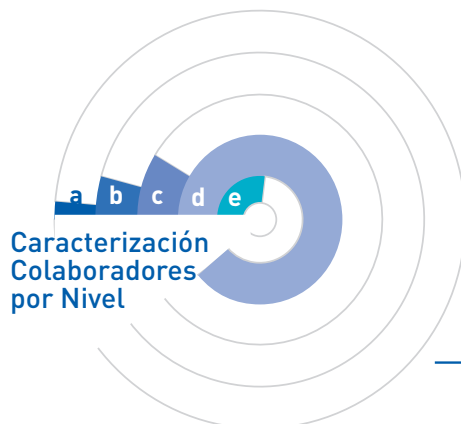 a b c d e
Caracterización
Colaboradores
por Nivel